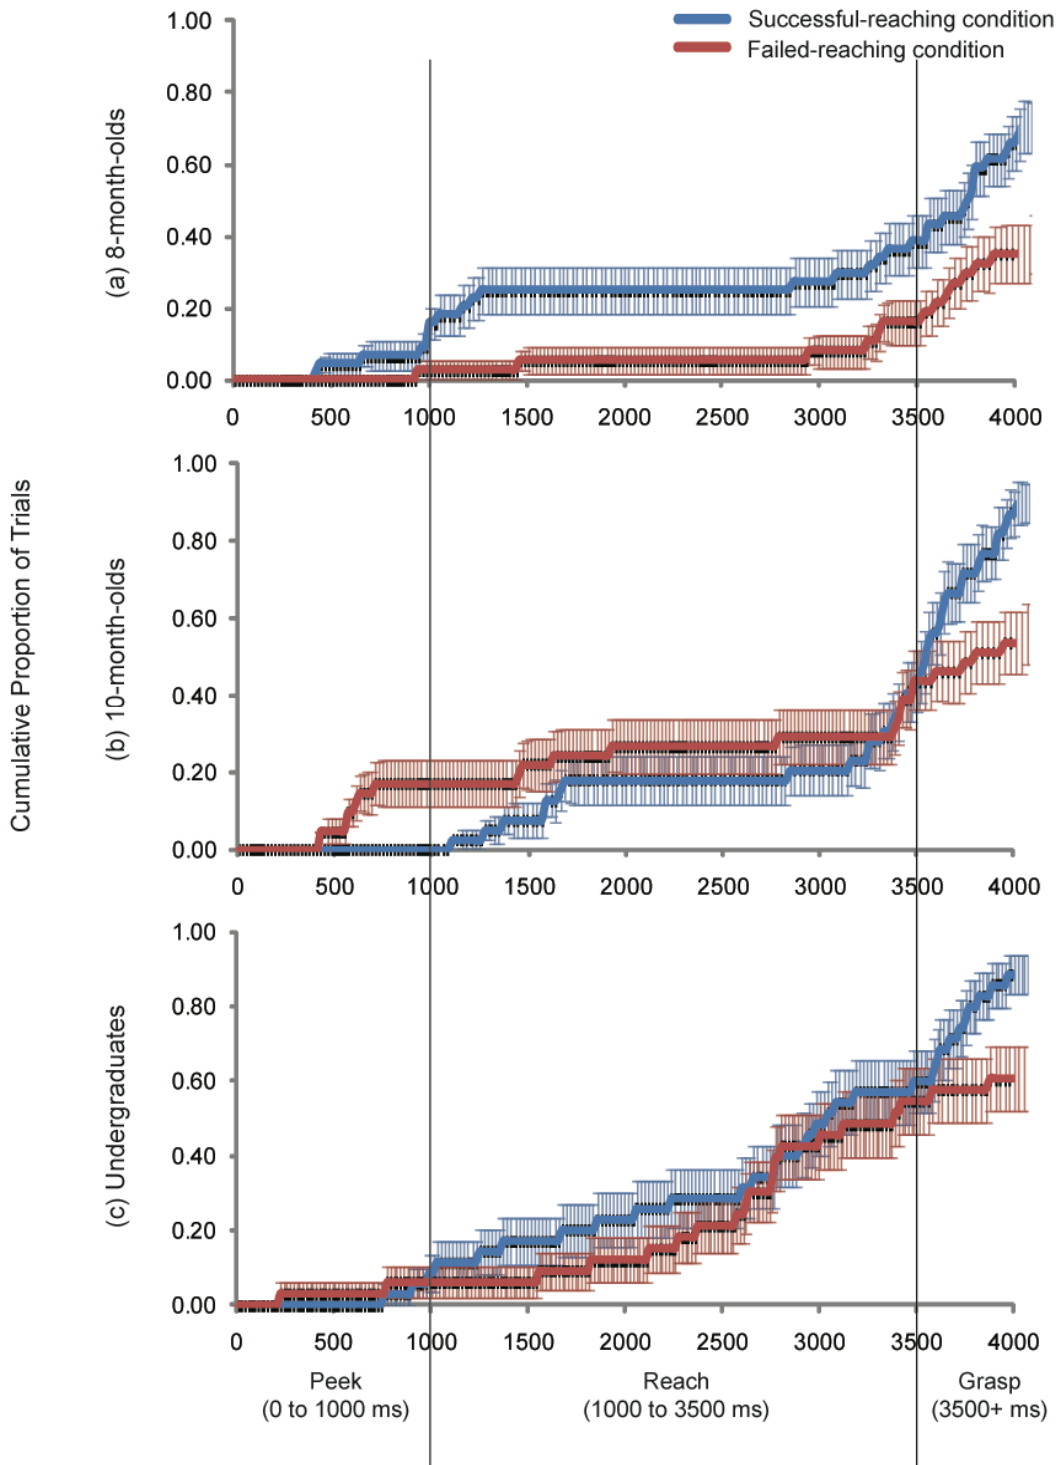 Successful-reaching condition
Failed-reaching condition
Cumulative Proportion of Trials
(a) 8-month-olds
1.00
0.80
0.60
0.40
0.20
0.00
0 500 1000 1500 2000 2500 3000 3500 4000
(b) 10-month-olds
1.00
0.80
0.60
0.40
0.20
0.00
0 500 1000 1500 2000 2500 3000 3500 4000
(c) Undergraduates
1.00
0.80
0.60
0.40
0.20
0.00
0 500 1000 1500 2000 2500 3000 3500 4000
Peek Reach Grasp
(0 to 1000 ms) (1000 to 3500 ms) (3500+ ms)